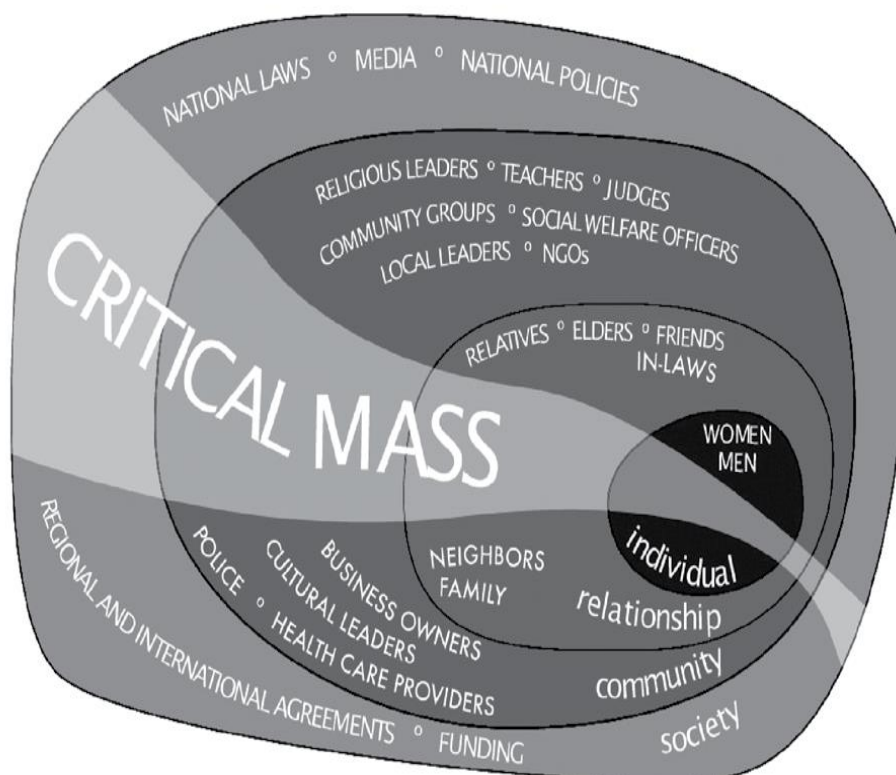 NATIONAL LAWS ° MEDIA ° NATIONAL POLICIES
RELIGIOUS LEADERS ° TEACHERS ° JUDGES
COMMUNITY GROUPS ° SOCIAL WELFARE OFFICERS
LOCAL LEADERS ° NGOs
RELATIVES ° ELDERS ° FRIENDS
IN-LAWS
WOMEN
MEN
CRITICAL MASS
individual
NEIGHBORS
FAMILY
relationship
BUSINESS OWNERS
CULTURAL LEADERS
POLICE ° HEALTH CARE PROVIDERS
community
REGIONAL AND INTERNATIONAL AGREEMENTS ° FUNDING
society